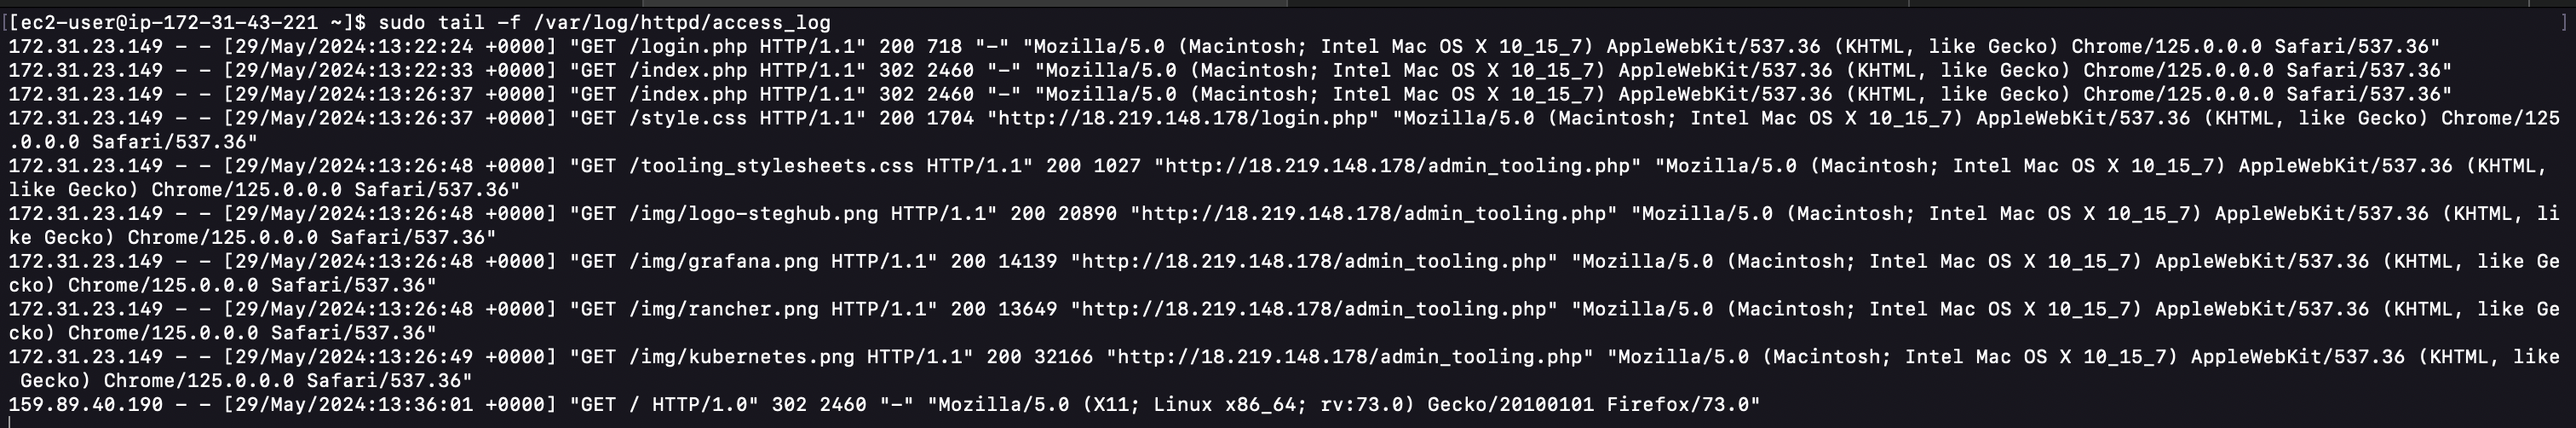 [[ec2-user@ip-172-31-43-221 ~]$ sudo tail -f /var/log/httpd/access_log ]
172.31.23.149 - - [29/May/2024:13:22:24 +0000] "GET /login.php HTTP/1.1" 200 718 "-" "Mozilla/5.0 (Macintosh; Intel Mac OS X 10_15_7) AppleWebKit/537.36 (KHTML, like Gecko) Chrome/125.0.0.0 Safari/537.36"
172.31.23.149 - - [29/May/2024:13:22:33 +0000] "GET /index.php HTTP/1.1" 302 2460 "-" "Mozilla/5.0 (Macintosh; Intel Mac OS X 10_15_7) AppleWebKit/537.36 (KHTML, like Gecko) Chrome/125.0.0.0 Safari/537.36"
172.31.23.149 - - [29/May/2024:13:26:37 +0000] "GET /index.php HTTP/1.1" 302 2460 "-" "Mozilla/5.0 (Macintosh; Intel Mac OS X 10_15_7) AppleWebKit/537.36 (KHTML, like Gecko) Chrome/125.0.0.0 Safari/537.36"
172.31.23.149 - - [29/May/2024:13:26:37 +0000] "GET /style.css HTTP/1.1" 200 1704 "http://18.219.148.178/login.php" "Mozilla/5.0 (Macintosh; Intel Mac OS X 10_15_7) AppleWebKit/537.36 (KHTML, like Gecko) Chrome/125
.0.0.0 Safari/537.36"
172.31.23.149 - - [29/May/2024:13:26:48 +0000] "GET /tooling_stylesheets.css HTTP/1.1" 200 1027 "http://18.219.148.178/admin_tooling.php" "Mozilla/5.0 (Macintosh; Intel Mac OS X 10_15_7) AppleWebKit/537.36 (KHTML, 
like Gecko) Chrome/125.0.0.0 Safari/537.36"
172.31.23.149 - - [29/May/2024:13:26:48 +0000] "GET /img/logo-steghub.png HTTP/1.1" 200 20890 "http://18.219.148.178/admin_tooling.php" "Mozilla/5.0 (Macintosh; Intel Mac OS X 10_15_7) AppleWebKit/537.36 (KHTML, li
ke Gecko) Chrome/125.0.0.0 Safari/537.36"
172.31.23.149 - - [29/May/2024:13:26:48 +0000] "GET /img/grafana.png HTTP/1.1" 200 14139 "http://18.219.148.178/admin_tooling.php" "Mozilla/5.0 (Macintosh; Intel Mac OS X 10_15_7) AppleWebKit/537.36 (KHTML, like Ge
cko) Chrome/125.0.0.0 Safari/537.36"
172.31.23.149 - - [29/May/2024:13:26:48 +0000] "GET /img/rancher.png HTTP/1.1" 200 13649 "http://18.219.148.178/admin_tooling.php" "Mozilla/5.0 (Macintosh; Intel Mac OS X 10_15_7) AppleWebKit/537.36 (KHTML, like Ge
cko) Chrome/125.0.0.0 Safari/537.36"
172.31.23.149 - - [29/May/2024:13:26:49 +0000] "GET /img/kubernetes.png HTTP/1.1" 200 32166 "http://18.219.148.178/admin_tooling.php" "Mozilla/5.0 (Macintosh; Intel Mac OS X 10_15_7) AppleWebKit/537.36 (KHTML, like
 Gecko) Chrome/125.0.0.0 Safari/537.36"
159.89.40.190 - - [29/May/2024:13:36:01 +0000] "GET / HTTP/1.0" 302 2460 "-" "Mozilla/5.0 (X11; Linux x86_64; rv:73.0) Gecko/20100101 Firefox/73.0"